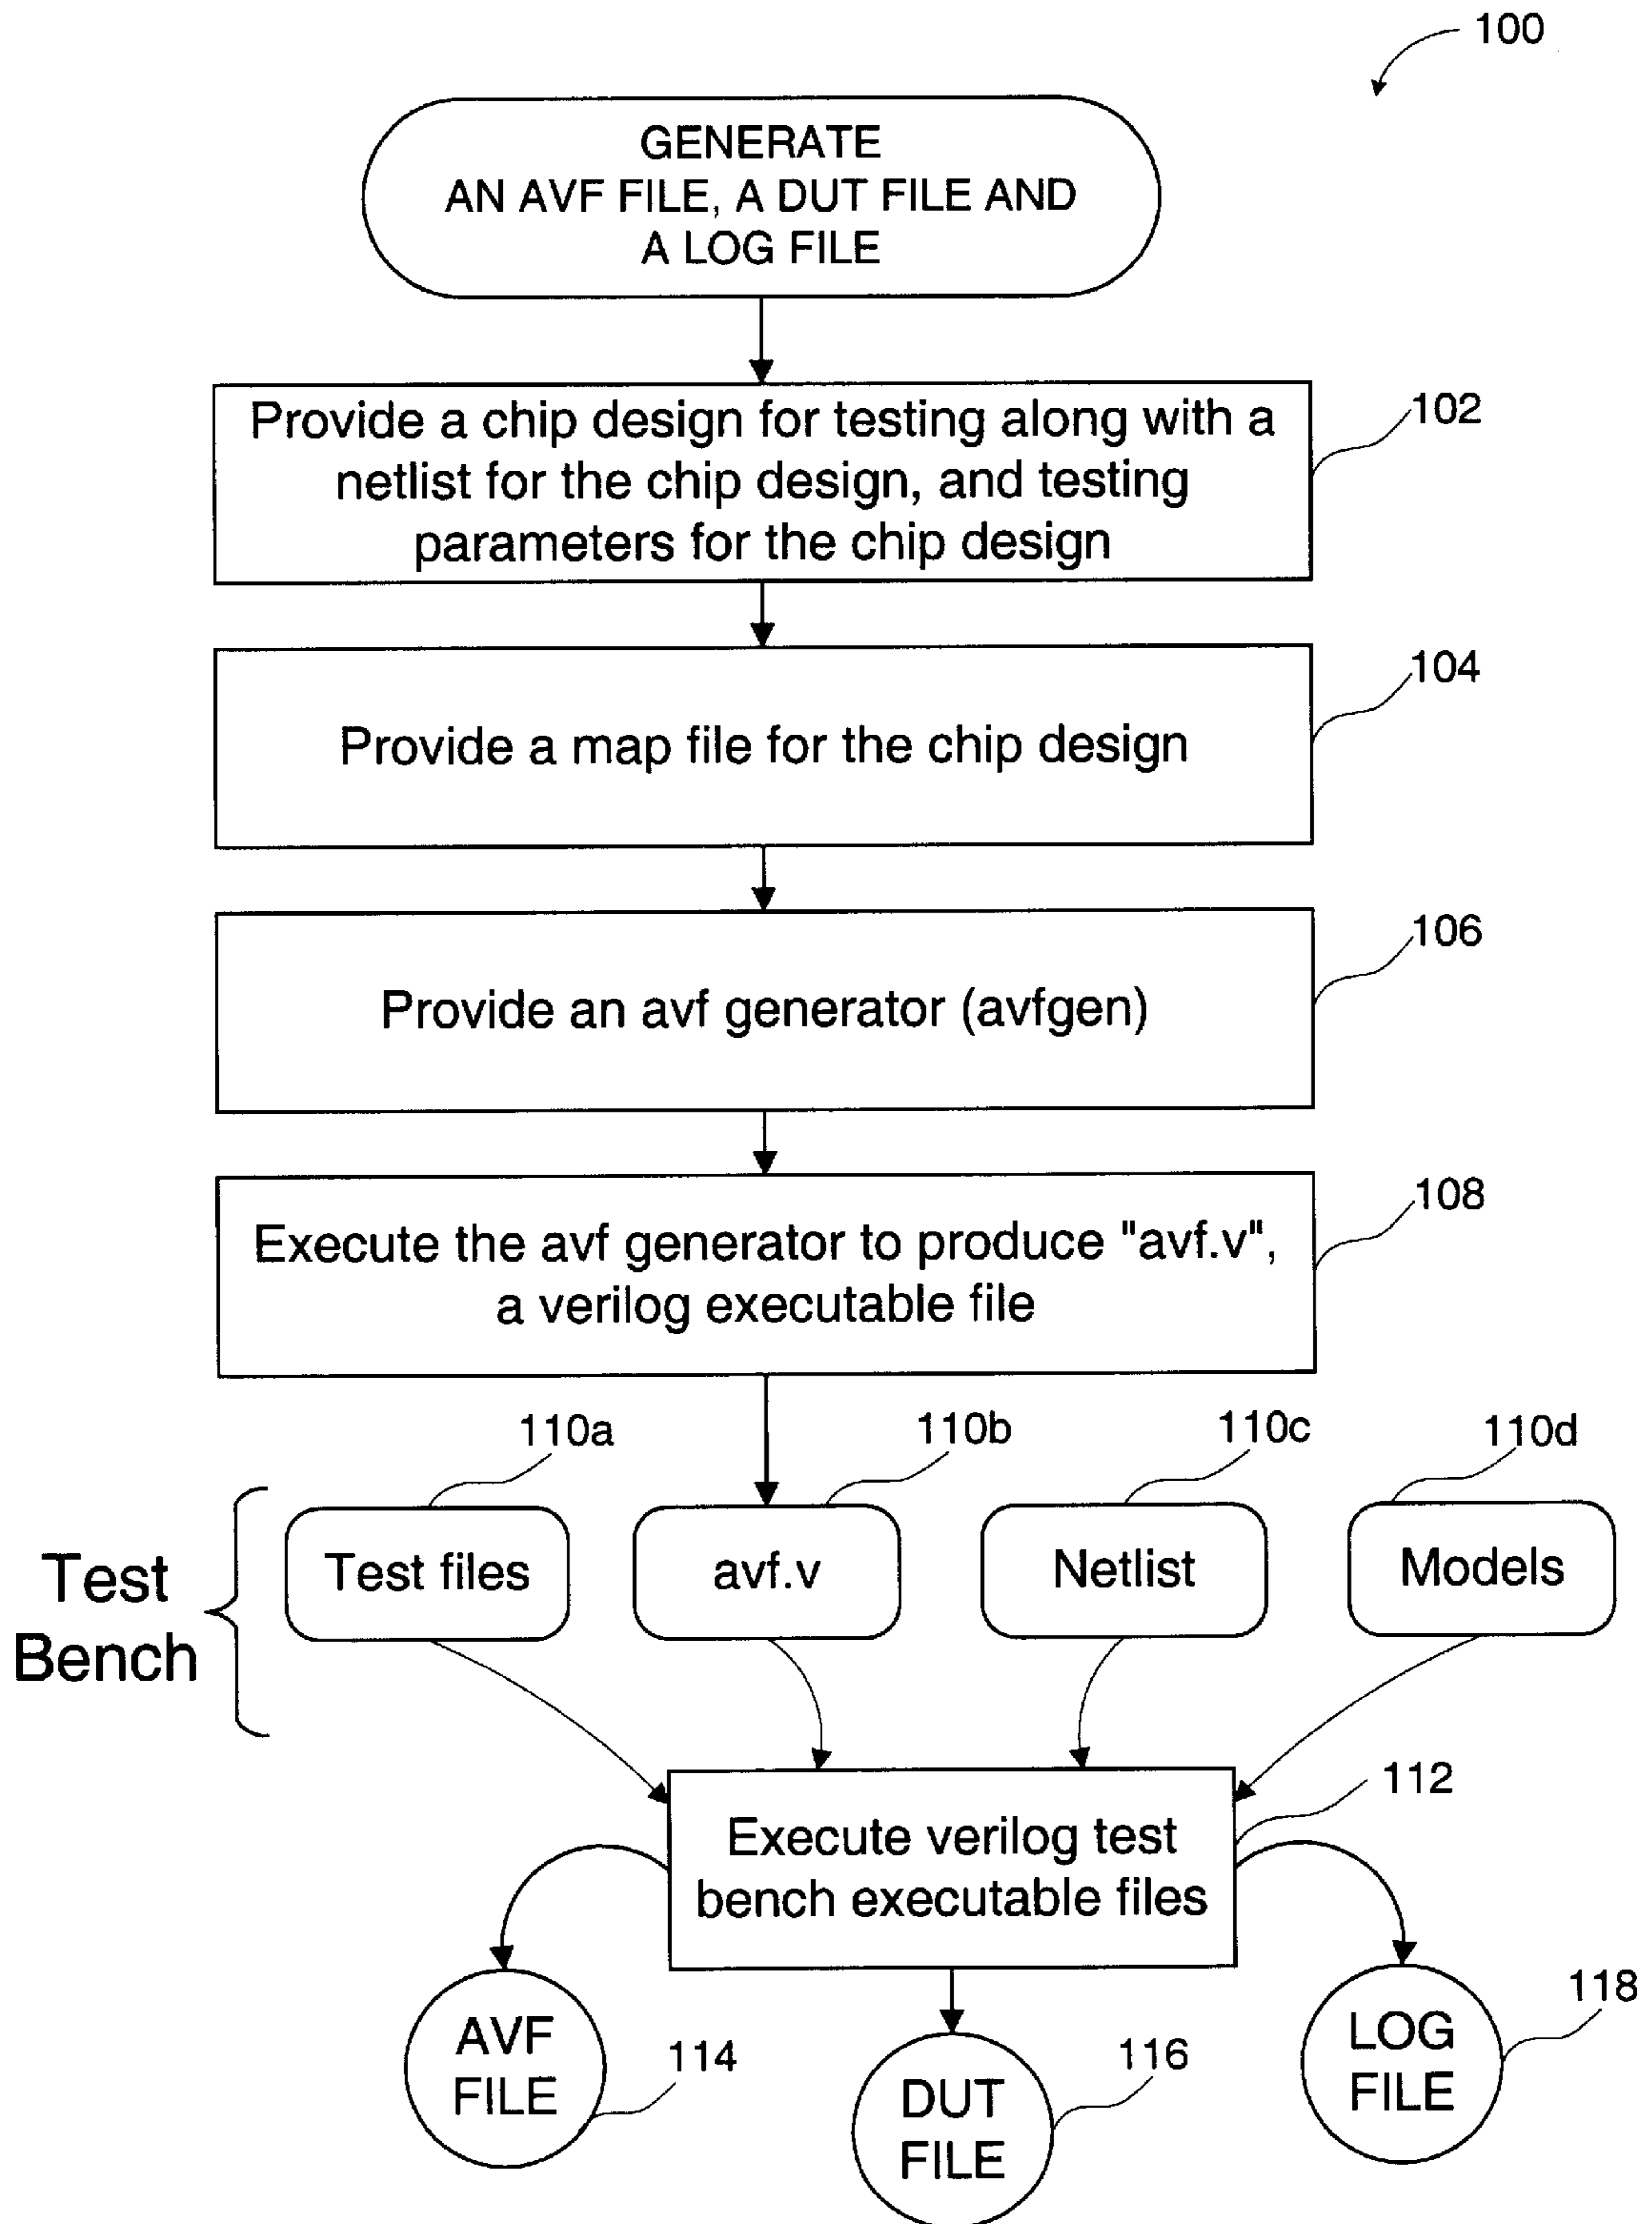 100
GENERATE
AN AVF FILE, A DUT FILE AND
A LOG FILE
Provide a chip design for testing along with a
netlist for the chip design, and testing
parameters for the chip design
102
Provide a map file for the chip design
104
Provide an avf generator (avfgen)
106
Execute the avf generator to produce "avf.v",
a verilog executable file
108
110a
110b
110c
110d
Test
Bench
Test files
avf.v
Netlist
Models
Execute verilog test
bench executable files
112
AVF
FILE
114
DUT
FILE
116
LOG
FILE
118